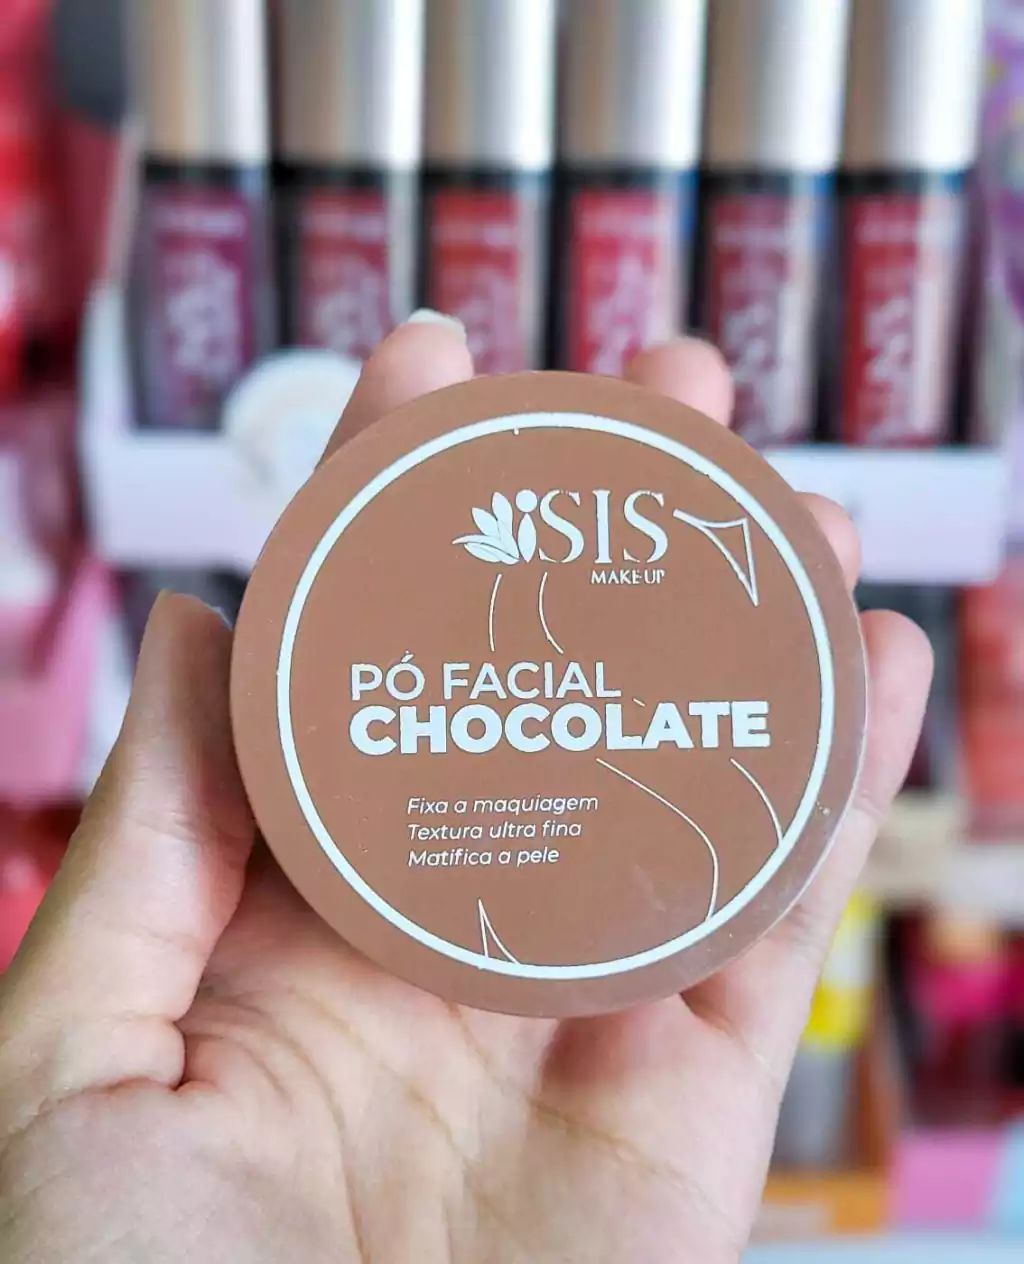 iSIS
MAKE UP
PÓ FACIAL
CHOCOLATE
Fixa a maquiagem
Textura ultra fina
Matifica a pele